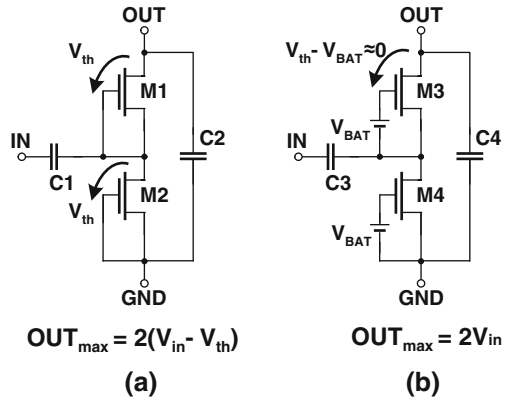 OUT
V_th
M1
IN
C1
C2
M2
V_th
GND
OUT_max = 2(V_in - V_th)
(a)
OUT
V_th - V_BAT ≈0
M3
V_BAT
IN
C3
C4
M4
V_BAT
GND
OUT_max = 2V_in
(b)